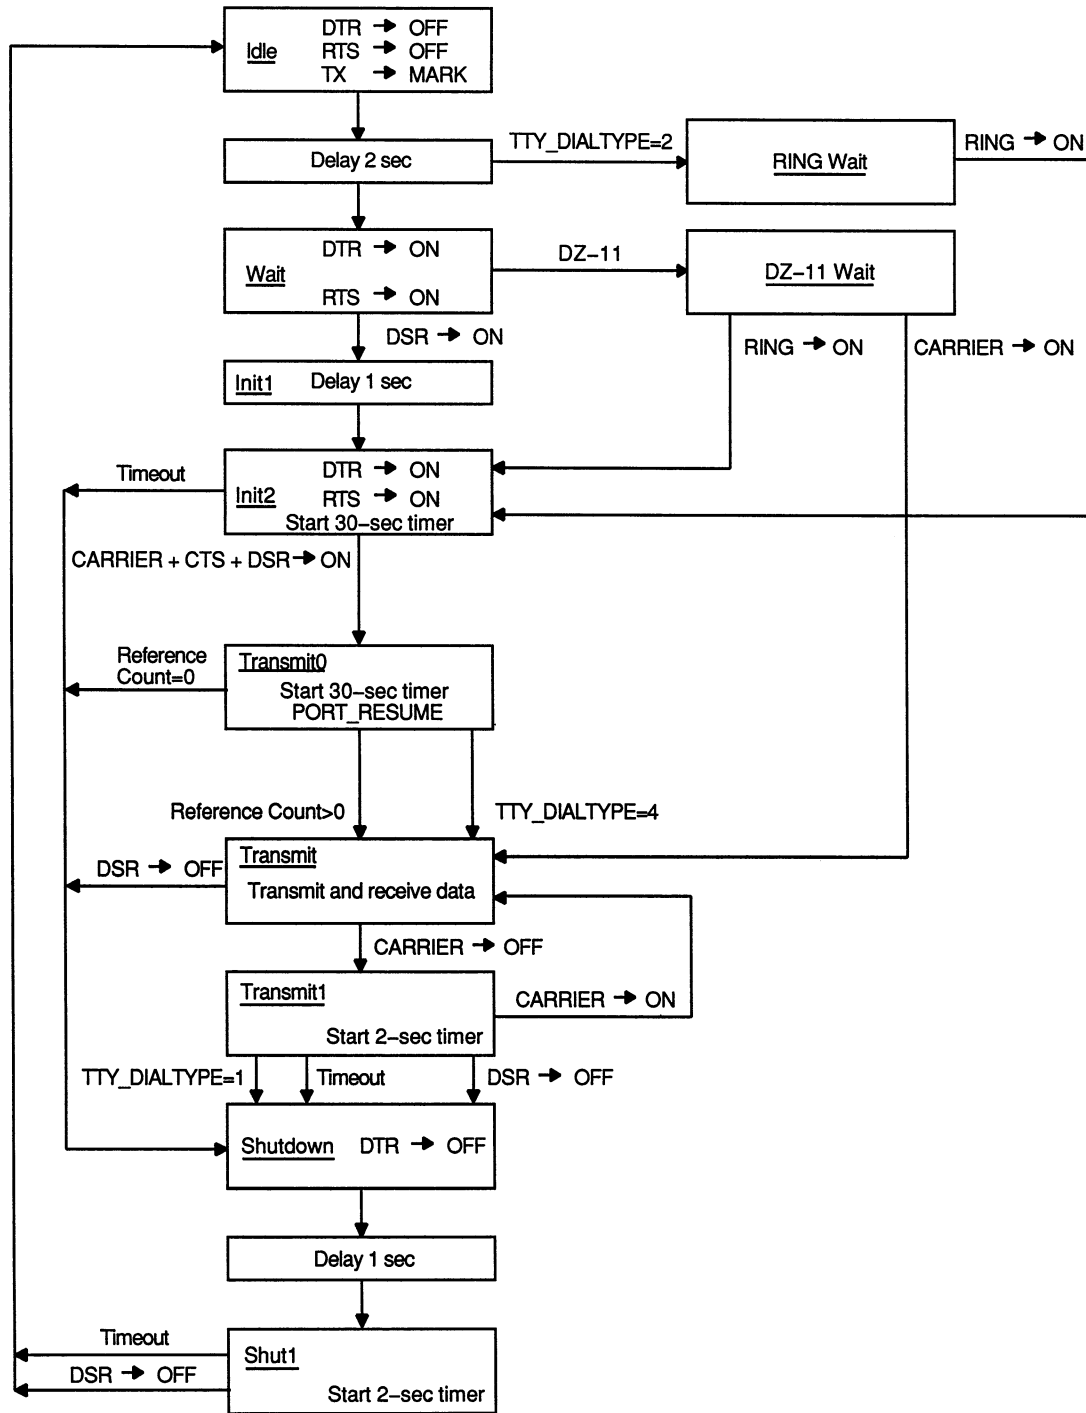 DTR → OFF
Idle RTS → OFF
TX → MARK
Delay 2 sec
TTY_DIALTYPE=2
RING Wait
RING → ON
DTR → ON
Wait
RTS → ON
DZ-11
DZ-11 Wait
DSR → ON
RING → ON
CARRIER → ON
Init1 Delay 1 sec
Timeout
DTR → ON
Init2 RTS → ON
Start 30-sec timer
CARRIER + CTS + DSR → ON
Reference
Count=0
Transmit0
Start 30-sec timer
PORT_RESUME
Reference Count>0
TTY_DIALTYPE=4
DSR → OFF
Transmit
Transmit and receive data
CARRIER → OFF
Transmit1
Start 2-sec timer
CARRIER → ON
TTY_DIALTYPE=1
Timeout
DSR → OFF
Shutdown DTR → OFF
Delay 1 sec
Timeout
DSR → OFF
Shut1
Start 2-sec timer